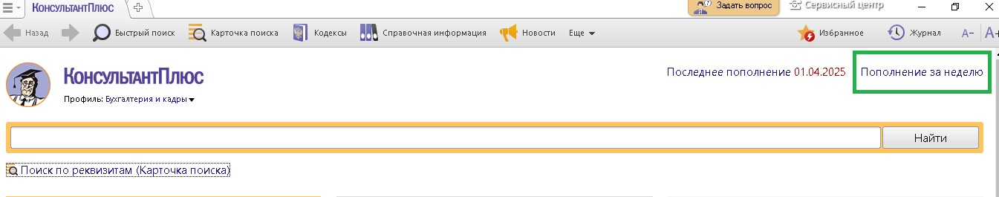 КонсультантПлюс
Задать вопрос
Сервисный центр
Назад
Быстрый поиск
Карточка поиска
Кодексы
Справочная информация
Новости
Еще
Избранное
Журнал
А−
А+
КонсультантПлюс
Последнее пополнение 01.04.2025
Пополнение за неделю
Профиль: Бухгалтерия и кадры
Найти
Поиск по реквизитам (Карточка поиска)